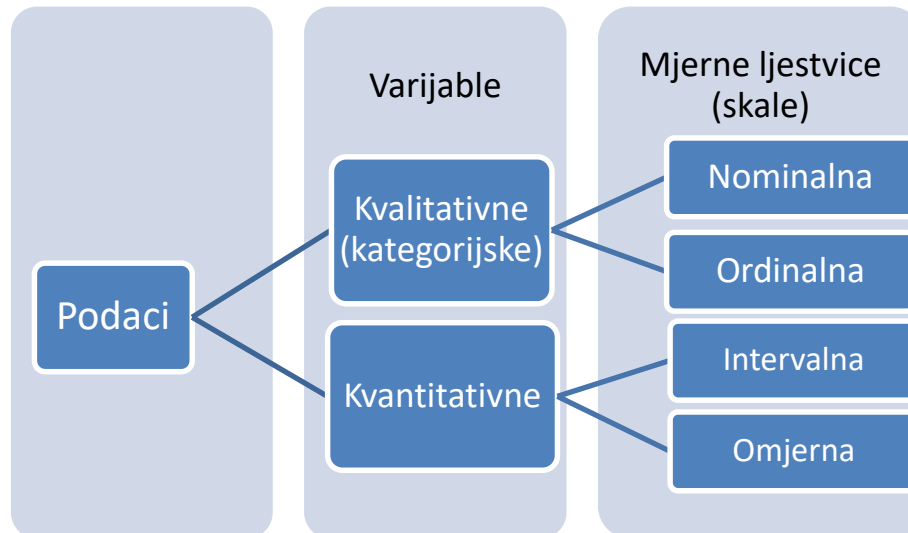 Varijable
Mjerne ljestvice
(skale)
Podaci
Kvalitativne
(kategorijske)
Kvantitativne
Nominalna
Ordinalna
Intervalna
Omjerna